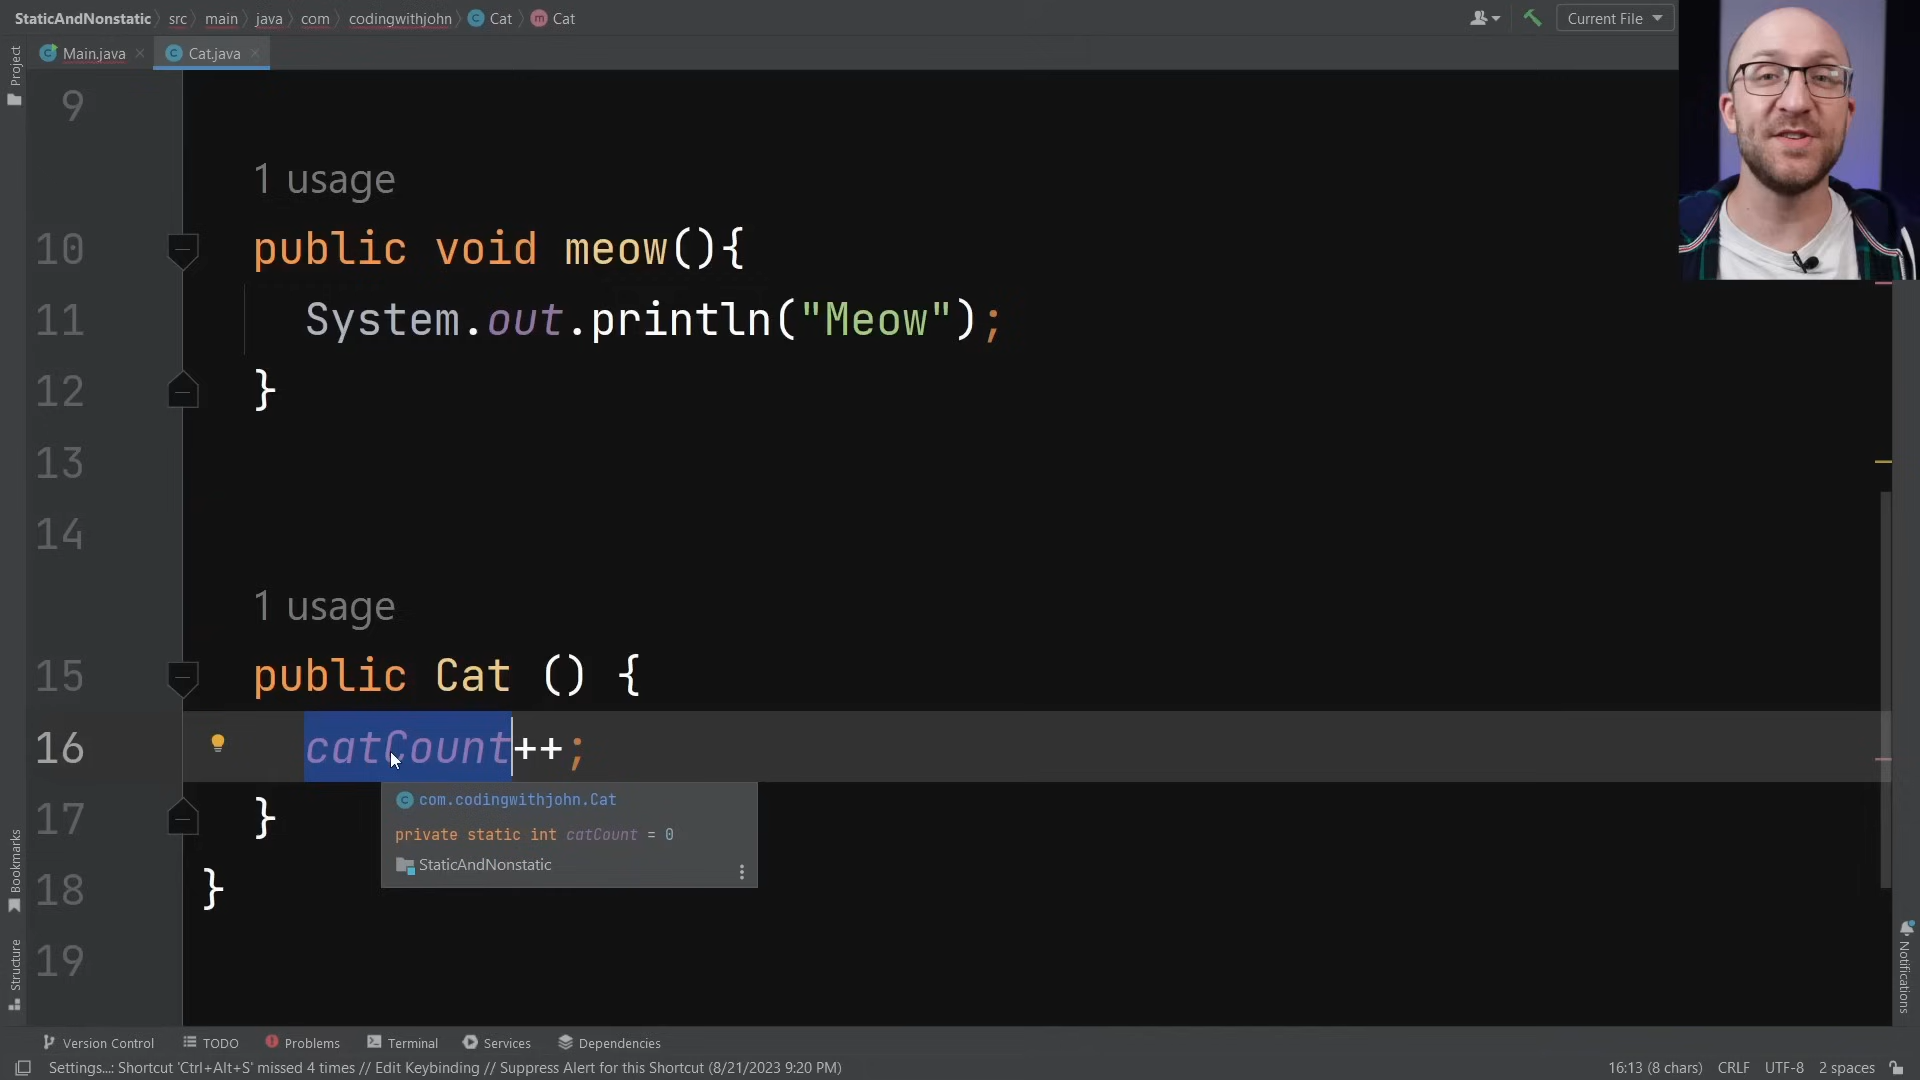 StaticAndNonstatic src main java com codingwithjohn Cat Cat Current File
Project
Main.java Cat.java
9
1 usage
10 public void meow(){
11 System.out.println("Meow");
12 }
13
14
1 usage
15 public Cat () {
16 catCount++;
com.codingwithjohn.Cat
17 }
private static int catCount = 0
StaticAndNonstatic
18 }
19
Bookmarks
Structure
Notifications
Version Control TODO Problems Terminal Services Dependencies
Settings...: Shortcut 'Ctrl+Alt+S' missed 4 times // Edit Keybinding // Suppress Alert for this Shortcut (8/21/2023 9:20 PM) 16:13 (8 chars) CRLF UTF-8 2 spaces